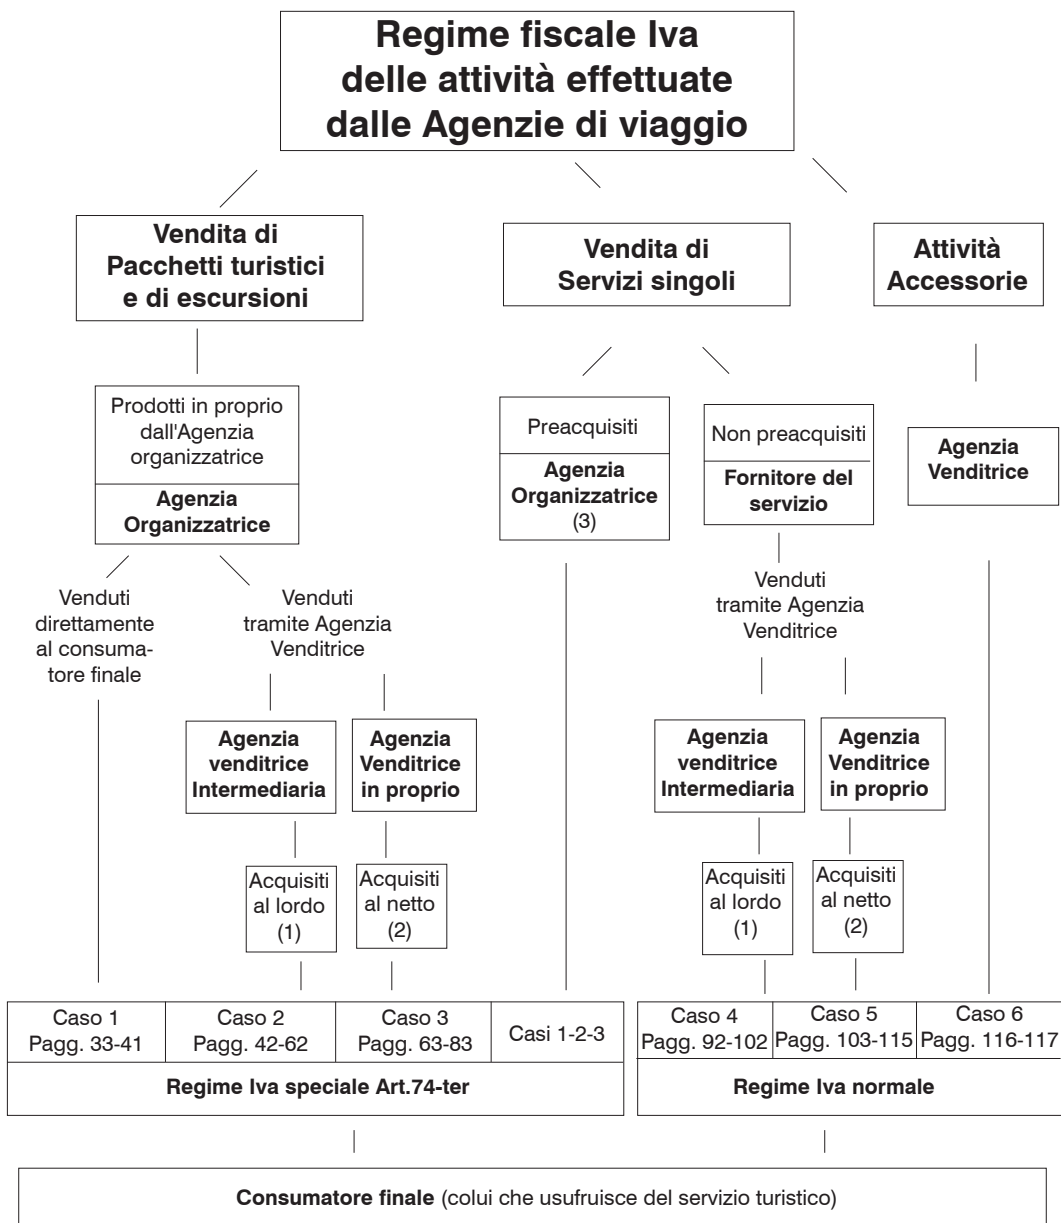 Regime fiscale Iva
delle attività effettuate
dalle Agenzie di viaggio
Vendita di
Pacchetti turistici
e di escursioni
Vendita di
Servizi singoli
Attività
Accessorie
Prodotti in proprio
dall'Agenzia
organizzatrice
Agenzia
Organizzatrice
Preacquisiti
Agenzia
Organizzatrice
(3)
Non preacquisiti
Fornitore del
servizio
Agenzia
Venditrice
Venduti
direttamente
al consuma-
tore finale
Venduti
tramite Agenzia
Venditrice
Venduti
tramite Agenzia
Venditrice
Agenzia
venditrice
Intermediaria
Agenzia
Venditrice
in proprio
Agenzia
venditrice
Intermediaria
Agenzia
Venditrice
in proprio
Acquisiti
al lordo
(1)
Acquisiti
al netto
(2)
Acquisiti
al lordo
(1)
Acquisiti
al netto
(2)
Caso 1
Pagg. 33-41
Caso 2
Pagg. 42-62
Caso 3
Pagg. 63-83
Casi 1-2-3
Caso 4
Pagg. 92-102
Caso 5
Pagg. 103-115
Caso 6
Pagg. 116-117
Regime Iva speciale Art.74-ter
Regime Iva normale
Consumatore finale (colui che usufruisce del servizio turistico)